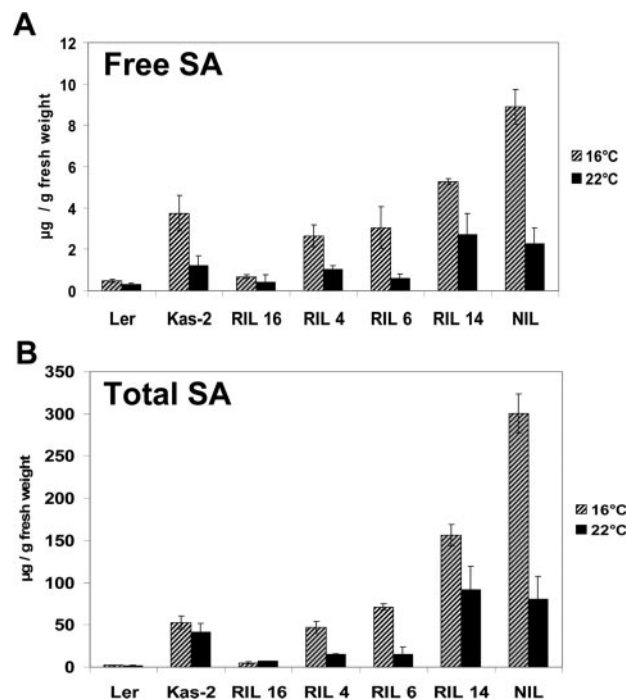 A
Free SA
12
10
8
6
4
2
0
µg / g fresh weight
16°C
22°C
Ler Kas-2 RIL 16 RIL 4 RIL 6 RIL 14 NIL
B
Total SA
350
300
250
200
150
100
50
0
µg / g fresh weight
16°C
22°C
Ler Kas-2 RIL 16 RIL 4 RIL 6 RIL 14 NIL